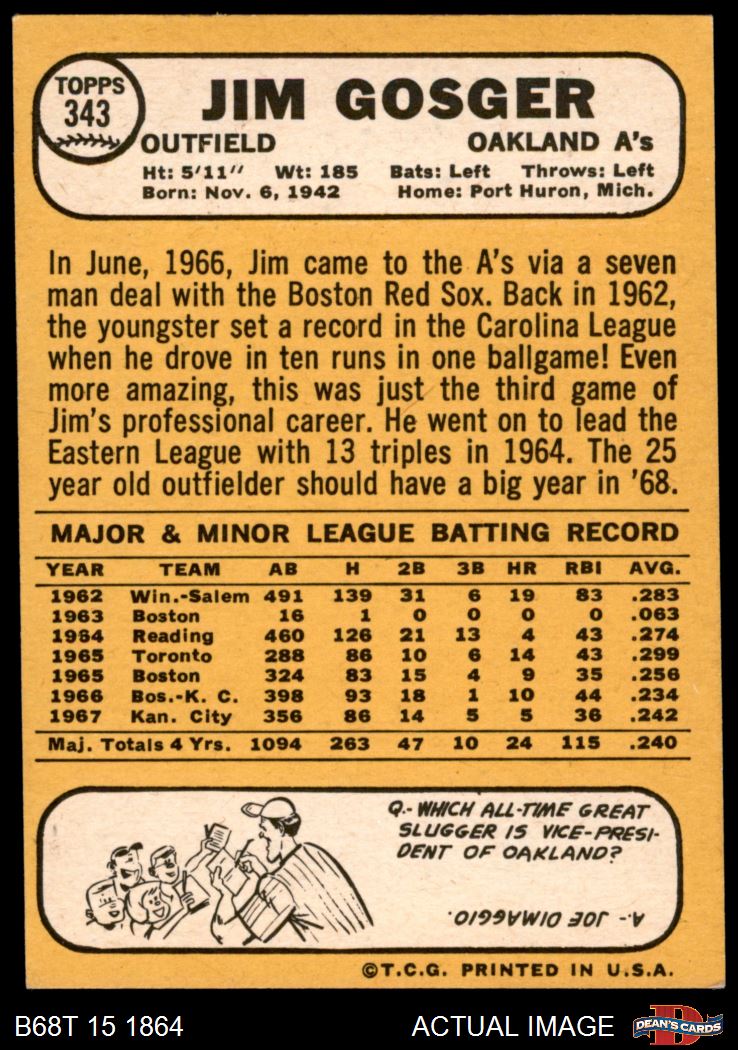 TOPPS
343
JIM GOSGER
OUTFIELD OAKLAND A's
Ht: 5'11" Wt: 185 Bats: Left Throws: Left
Born: Nov. 6, 1942 Home: Port Huron, Mich.
In June, 1966, Jim came to the A's via a seven
man deal with the Boston Red Sox. Back in 1962,
the youngster set a record in the Carolina League
when he drove in ten runs in one ballgame! Even
more amazing, this was just the third game of
Jim's professional career. He went on to lead the
Eastern League with 13 triples in 1964. The 25
year old outfielder should have a big year in '68.
MAJOR & MINOR LEAGUE BATTING RECORD
YEAR TEAM AB H 2B 3B HR RBI AVG.
1962 Win.-Salem 491 139 31 6 19 83 .283
1963 Boston 16 1 0 0 0 0 .063
1964 Reading 460 126 21 13 4 43 .274
1965 Toronto 288 86 10 6 14 43 .299
1965 Boston 324 83 15 4 9 35 .256
1966 Bos.-K. C. 398 93 18 1 10 44 .234
1967 Kan. City 356 86 14 5 5 36 .242
Maj. Totals 4 Yrs. 1094 263 47 10 24 115 .240
Q.- WHICH ALL-TIME GREAT
SLUGGER IS VICE-PRESI-
DENT OF OAKLAND?
A.- JOE DIMAGGIO.
©T.C.G. PRINTED IN U.S.A.
B68T 15 1864 ACTUAL IMAGE
DEAN'S CARDS